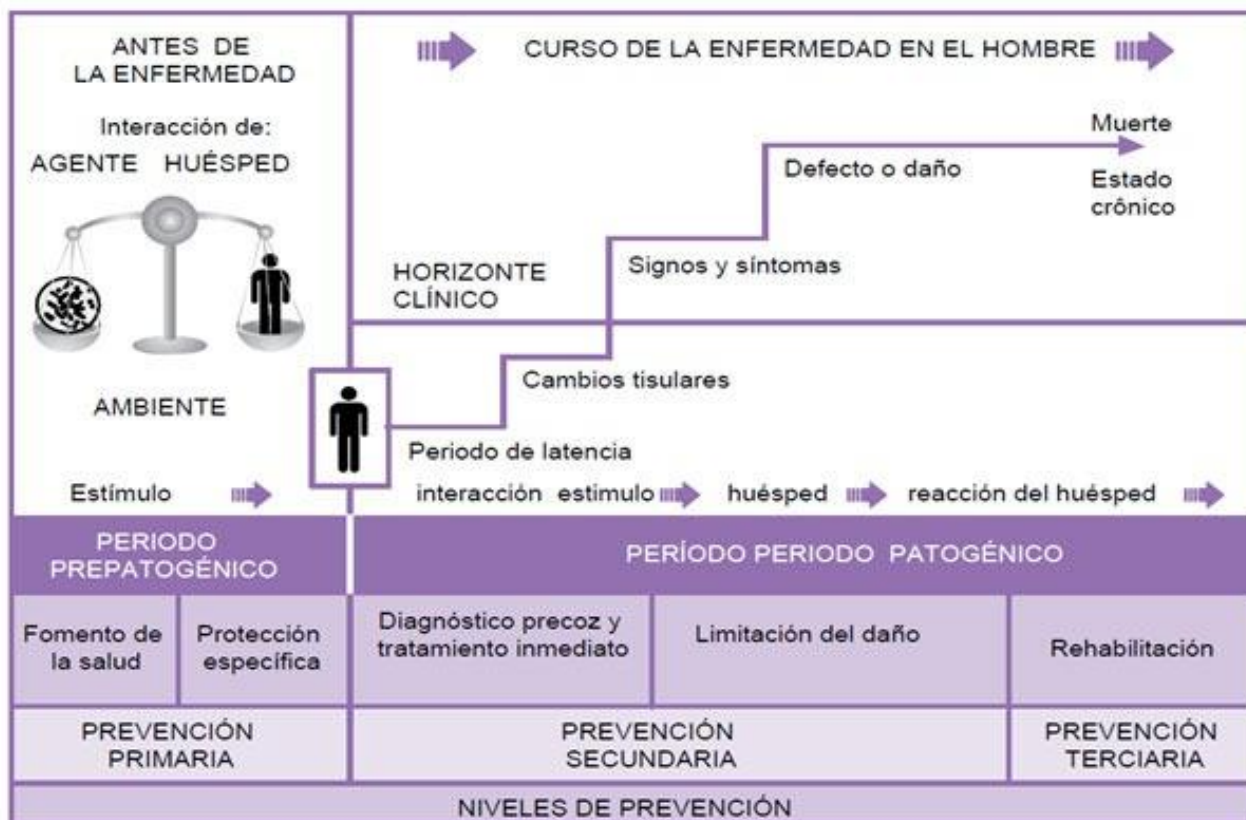 ANTES DE
LA ENFERMEDAD
Interacción de:
AGENTE HUÉSPED
AMBIENTE
Estímulo
CURSO DE LA ENFERMEDAD EN EL HOMBRE
Muerte
Defecto o daño
Estado
crônico
Signos y síntomas
HORIZONTE
CLÍNICO
Cambios tisulares
Periodo de latencia
interacción estimulo
huésped
reacción del huésped
PERIODO
PREPATOGÉNICO
PERÍODO PERIODO PATOGÉNICO
Fomento de
la salud
Protección
específica
Diagnóstico precoz y
tratamiento inmediato
Limitación del daño
Rehabilitación
PREVENCIÓN
PRIMARIA
PREVENCIÓN
SECUNDARIA
PREVENCIÓN
TERCIARIA
NIVELES DE PREVENCIÓN